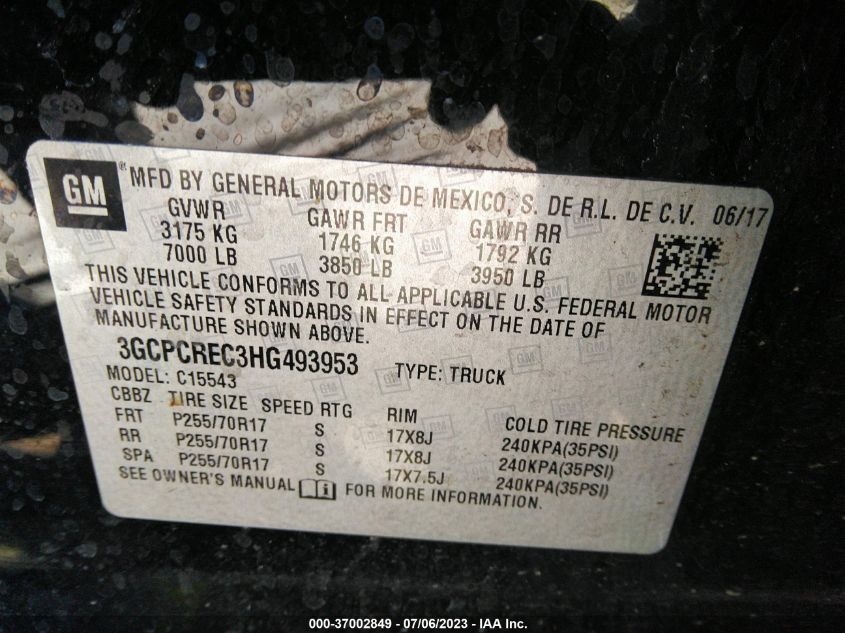 GM ® MFD BY GENERAL MOTORS DE MEXICO, S. DE R.L. DE C.V. 06/17
GVWR GAWR FRT GAWR RR
3175 KG 1746 KG 1792 KG
7000 LB 3850 LB 3950 LB
THIS VEHICLE CONFORMS TO ALL APPLICABLE U.S. FEDERAL MOTOR
VEHICLE SAFETY STANDARDS IN EFFECT ON THE DATE OF
MANUFACTURE SHOWN ABOVE.
3GCPCREC3HG493953 TYPE: TRUCK
MODEL: C15543
CBBZ TIRE SIZE SPEED RTG RIM COLD TIRE PRESSURE
FRT P255/70R17 S 17X8J 240KPA(35PSI)
RR P255/70R17 S 17X8J 240KPA(35PSI)
SPA P255/70R17 S 17X7.5J 240KPA(35PSI)
SEE OWNER'S MANUAL FOR MORE INFORMATION.
000-37002849 - 07/06/2023 - IAA Inc.